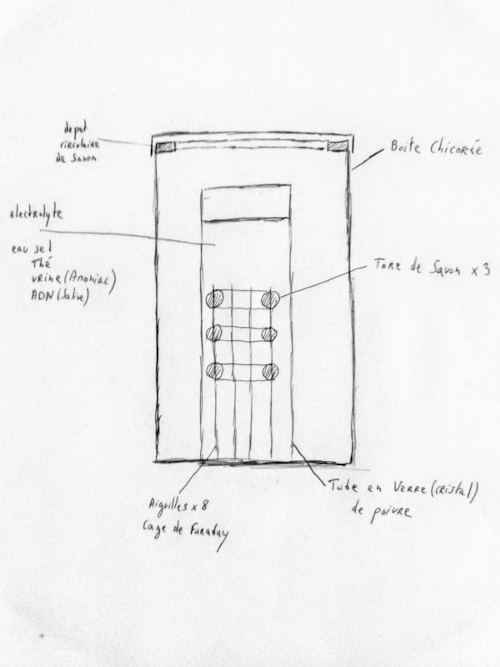 depot
circulaire
de Savon
Boite Chicorée
electrolyte
eau sel
Thé
urine (Amoniac)
ADN (Salive)
Tore de Savon x 3
Aiguilles x 8
Cage de Faraday
Tube en Verre (cristal)
de poivre